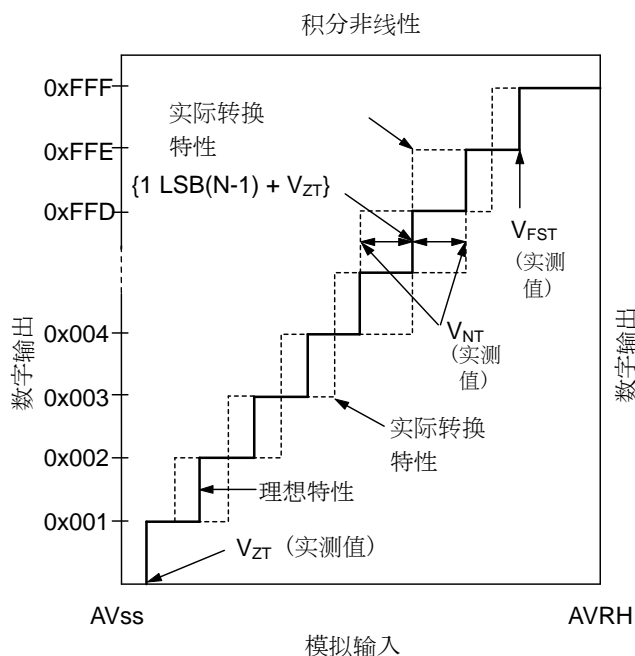 积分非线性
0xFFF
实际转换
特性
0xFFE
{1 LSB(N-1) + VZT}
0xFFD
VFST
(实测
值)
VNT
(实测
值)
0x004
0x003
0x002
0x001
数字输出
数字输出
实际转换
特性
理想特性
VZT (实测值)
AVss
AVRH
模拟输入